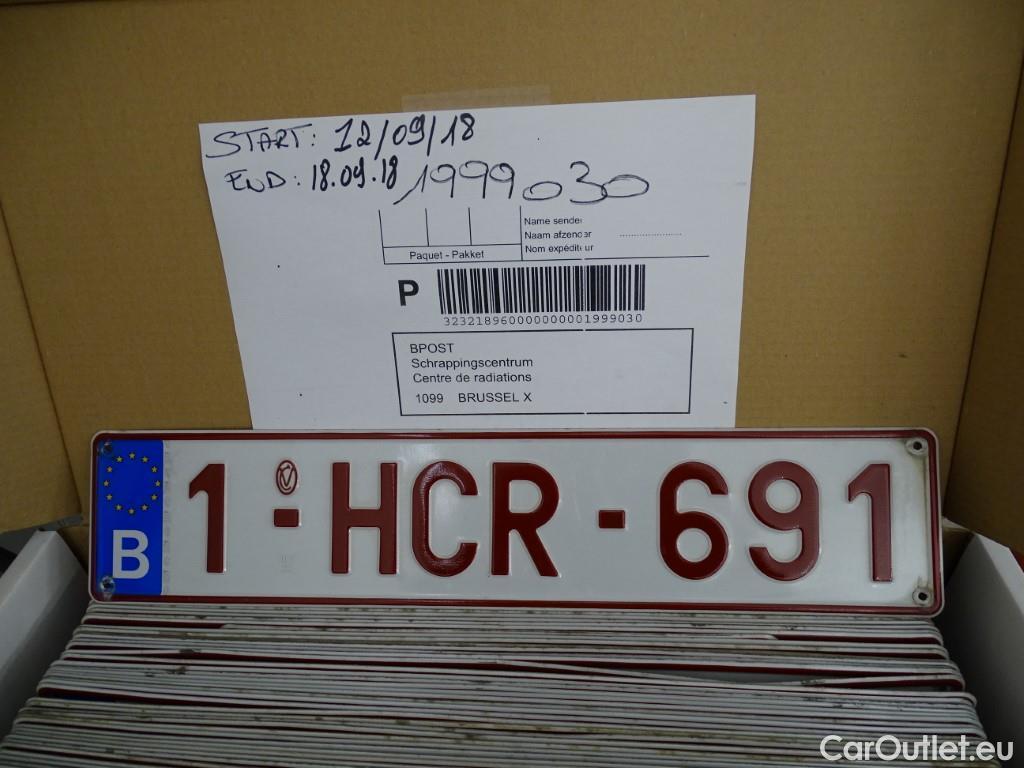 START: 12/09/18
END: 18.09.18 1999030
Name sender
Naam afzender ......................
Nom expéditeur
Paquet - Pakket
P
323218960000000001999030
BPOST
Schrappingscentrum
Centre de radiations
1099 BRUSSEL X
B 1-HCR-691
CarOutlet.eu